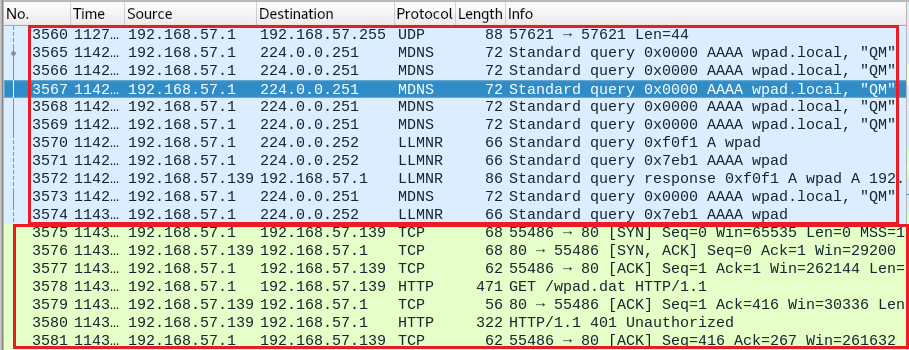 No. Time Source Destination Protocol Length Info
3560 1127… 192.168.57.1 192.168.57.255 UDP 88 57621 → 57621 Len=44
3565 1142… 192.168.57.1 224.0.0.251 MDNS 72 Standard query 0x0000 AAAA wpad.local, "QM"
3566 1142… 192.168.57.1 224.0.0.251 MDNS 72 Standard query 0x0000 AAAA wpad.local, "QM"
3567 1142… 192.168.57.1 224.0.0.251 MDNS 72 Standard query 0x0000 AAAA wpad.local, "QM"
3568 1142… 192.168.57.1 224.0.0.251 MDNS 72 Standard query 0x0000 AAAA wpad.local, "QM"
3569 1142… 192.168.57.1 224.0.0.251 MDNS 72 Standard query 0x0000 AAAA wpad.local, "QM"
3570 1142… 192.168.57.1 224.0.0.252 LLMNR 66 Standard query 0xf0f1 A wpad
3571 1142… 192.168.57.1 224.0.0.252 LLMNR 66 Standard query 0x7eb1 AAAA wpad
3572 1142… 192.168.57.139 192.168.57.1 LLMNR 86 Standard query response 0xf0f1 A wpad A 192.
3573 1142… 192.168.57.1 224.0.0.251 MDNS 72 Standard query 0x0000 AAAA wpad.local, "QM"
3574 1143… 192.168.57.1 224.0.0.252 LLMNR 66 Standard query 0x7eb1 AAAA wpad
3575 1143… 192.168.57.1 192.168.57.139 TCP 68 55486 → 80 [SYN] Seq=0 Win=65535 Len=0 MSS=1
3576 1143… 192.168.57.139 192.168.57.1 TCP 68 80 → 55486 [SYN, ACK] Seq=0 Ack=1 Win=29200
3577 1143… 192.168.57.1 192.168.57.139 TCP 62 55486 → 80 [ACK] Seq=1 Ack=1 Win=262144 Len=
3578 1143… 192.168.57.1 192.168.57.139 HTTP 471 GET /wpad.dat HTTP/1.1
3579 1143… 192.168.57.139 192.168.57.1 TCP 56 80 → 55486 [ACK] Seq=1 Ack=416 Win=30336 Len
3580 1143… 192.168.57.139 192.168.57.1 HTTP 322 HTTP/1.1 401 Unauthorized
3581 1143… 192.168.57.1 192.168.57.139 TCP 62 55486 → 80 [ACK] Seq=416 Ack=267 Win=261632